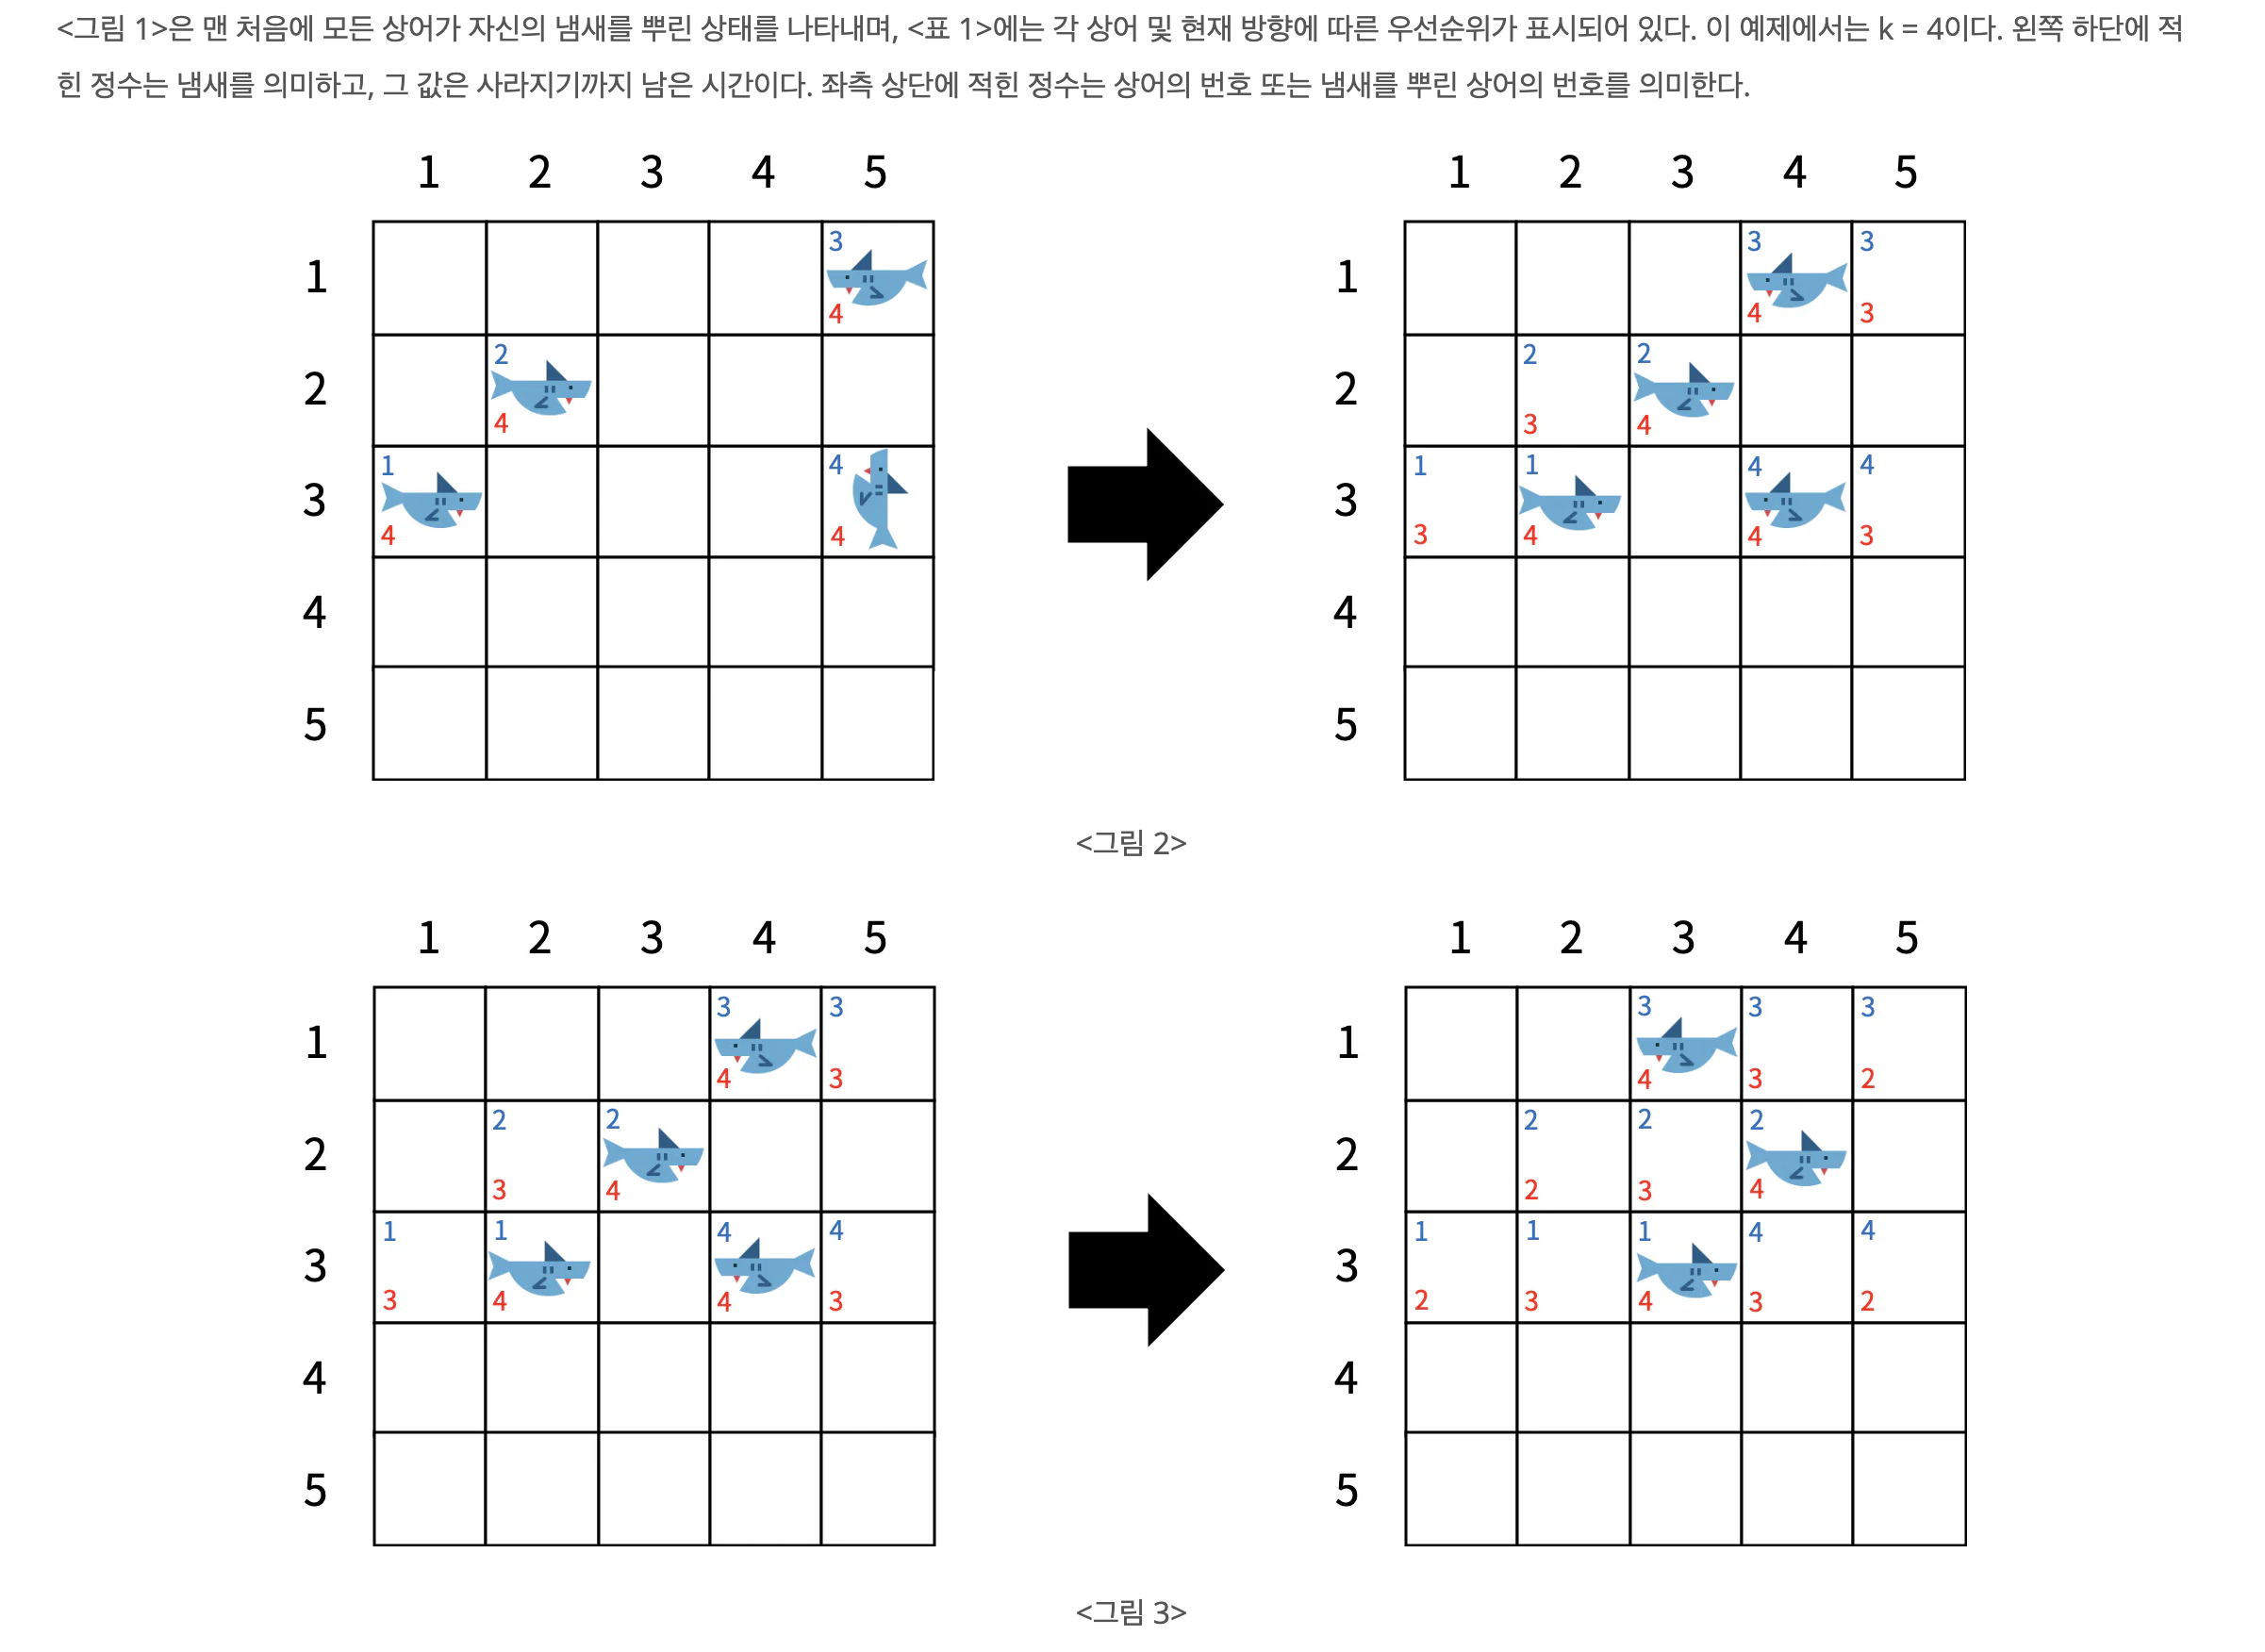 <그림 1>은 맨 처음에 모든 상어가 자신의 냄새를 뿌린 상태를 나타내며, <표 1>에는 각 상어 및 현재 방향에 따른 우선순위가 표시되어 있다. 이 예제에서는 k = 4이다. 왼쪽 하단에 적
힌 정수는 냄새를 의미하고, 그 값은 사라지기까지 남은 시간이다. 좌측 상단에 적힌 정수는 상어의 번호 또는 냄새를 뿌린 상어의 번호를 의미한다.
1 2 3 4 5
1 3 4
2 2 4
3 1 4 4 4
4
5
1 2 3 4 5
1 3 4 3 3
2 2 3 2 4
3 1 3 1 4 4 4 4 3
4
5
<그림 2>
1 2 3 4 5
1 3 4 3 3
2 2 3 2 4
3 1 3 1 4 4 4 4 3
4
5
1 2 3 4 5
1 3 4 3 3 3 2
2 2 2 2 3 2 4
3 1 2 1 3 1 4 4 3 4 2
4
5
<그림 3>